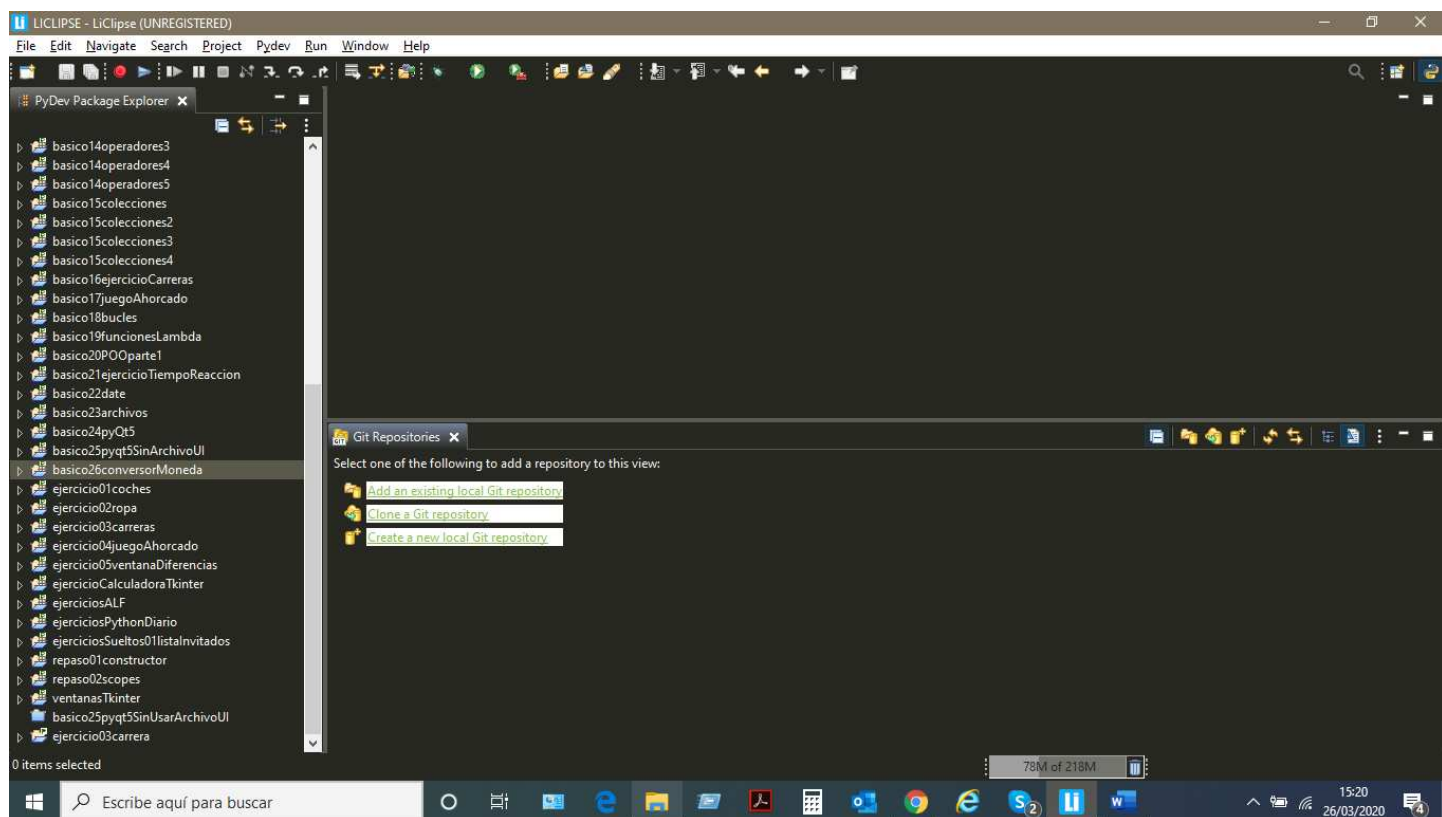 LICLIPSE - LiClipse (UNREGISTERED)
File Edit Navigate Search Project Pydev Run Window Help
PyDev Package Explorer
basico14operadores3
basico14operadores4
basico14operadores5
basico15colecciones
basico15colecciones2
basico15colecciones3
basico15colecciones4
basico16ejercicioCarreras
basico17juegoAhorcado
basico18bucles
basico19funcionesLambda
basico20POOparte1
basico21ejercicioTiempoReaccion
basico22date
basico23archivos
basico24pyQt5
basico25pyqt5SinArchivoUI
basico26conversorMoneda
ejercicio01coches
ejercicio02ropa
ejercicio03carreras
ejercicio04juegoAhorcado
ejercicio05ventanaDiferencias
ejercicioCalculadoraTkinter
ejerciciosALF
ejerciciosPythonDiario
ejerciciosSueltos01listaInvitados
repaso01constructor
repaso02scopes
ventanasTkinter
basico25pyqt5SinUsarArchivoUI
ejercicio03carrera
Git Repositories
Select one of the following to add a repository to this view:
Add an existing local Git repository
Clone a Git repository
Create a new local Git repository
0 items selected
78M of 218M
Escribe aquí para buscar
15:20
26/03/2020